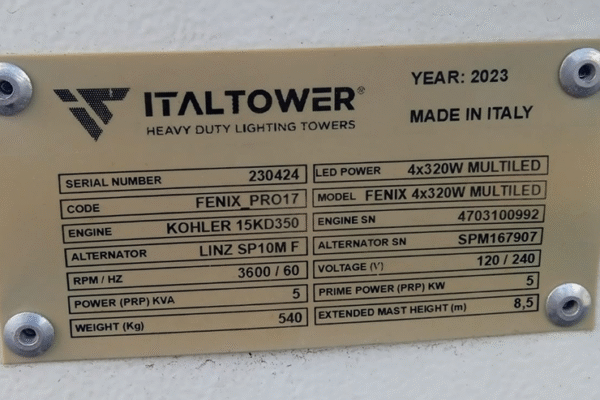 ITALTOWER®
HEAVY DUTY LIGHTING TOWERS
YEAR: 2023
MADE IN ITALY
SERIAL NUMBER 230424
CODE FENIX_PRO17
ENGINE KOHLER 15KD350
ALTERNATOR LINZ SP10M F
RPM / HZ 3600 / 60
POWER (PRP) KVA 5
WEIGHT (Kg) 540
LED POWER 4x320W MULTILED
MODEL FENIX 4x320W MULTILED
ENGINE SN 4703100992
ALTERNATOR SN SPM167907
VOLTAGE (V) 120 / 240
PRIME POWER (PRP) KW 5
EXTENDED MAST HEIGHT (m) 8,5